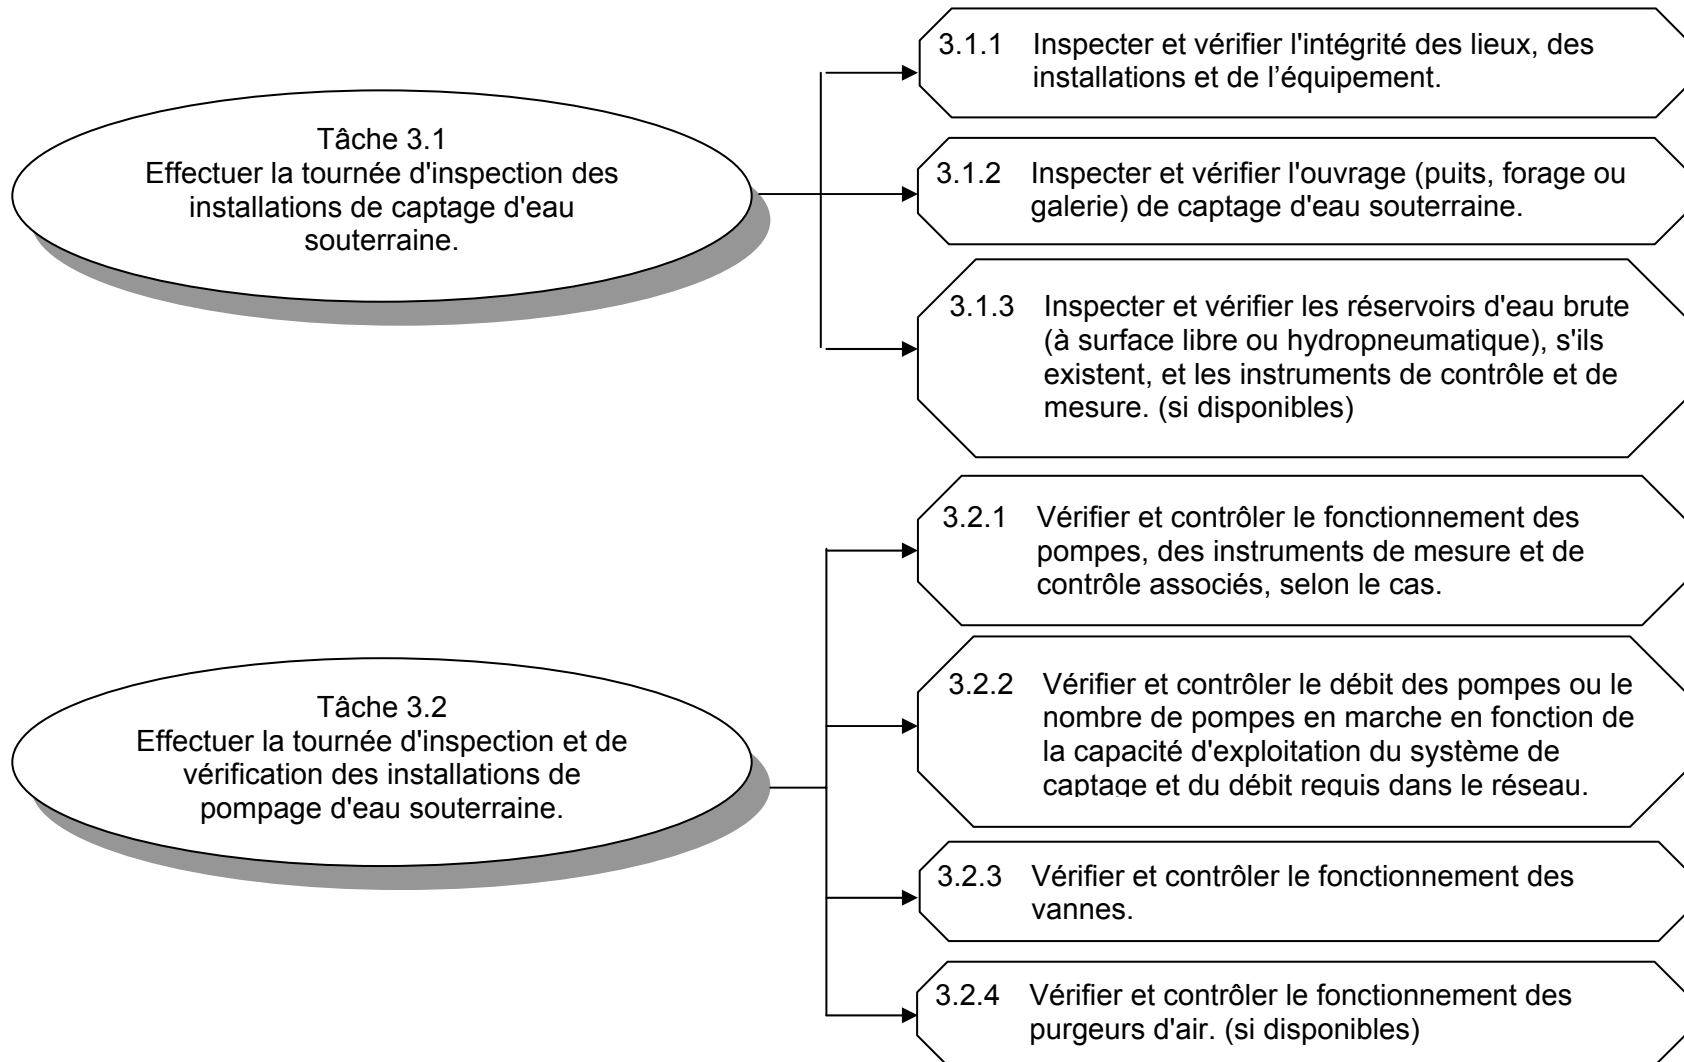 Tâche 3.1
Effectuer la tournée d'inspection des
installations de captage d'eau
souterraine.
3.1.1 Inspecter et vérifier l'intégrité des lieux, des
installations et de l’équipement.
3.1.2 Inspecter et vérifier l'ouvrage (puits, forage ou
galerie) de captage d'eau souterraine.
3.1.3 Inspecter et vérifier les réservoirs d'eau brute
(à surface libre ou hydropneumatique), s'ils
existent, et les instruments de contrôle et de
mesure. (si disponibles)
Tâche 3.2
Effectuer la tournée d'inspection et de
vérification des installations de
pompage d'eau souterraine.
3.2.1 Vérifier et contrôler le fonctionnement des
pompes, des instruments de mesure et de
contrôle associés, selon le cas.
3.2.2 Vérifier et contrôler le débit des pompes ou le
nombre de pompes en marche en fonction de
la capacité d'exploitation du système de
captage et du débit requis dans le réseau.
3.2.3 Vérifier et contrôler le fonctionnement des
vannes.
3.2.4 Vérifier et contrôler le fonctionnement des
purgeurs d'air. (si disponibles)